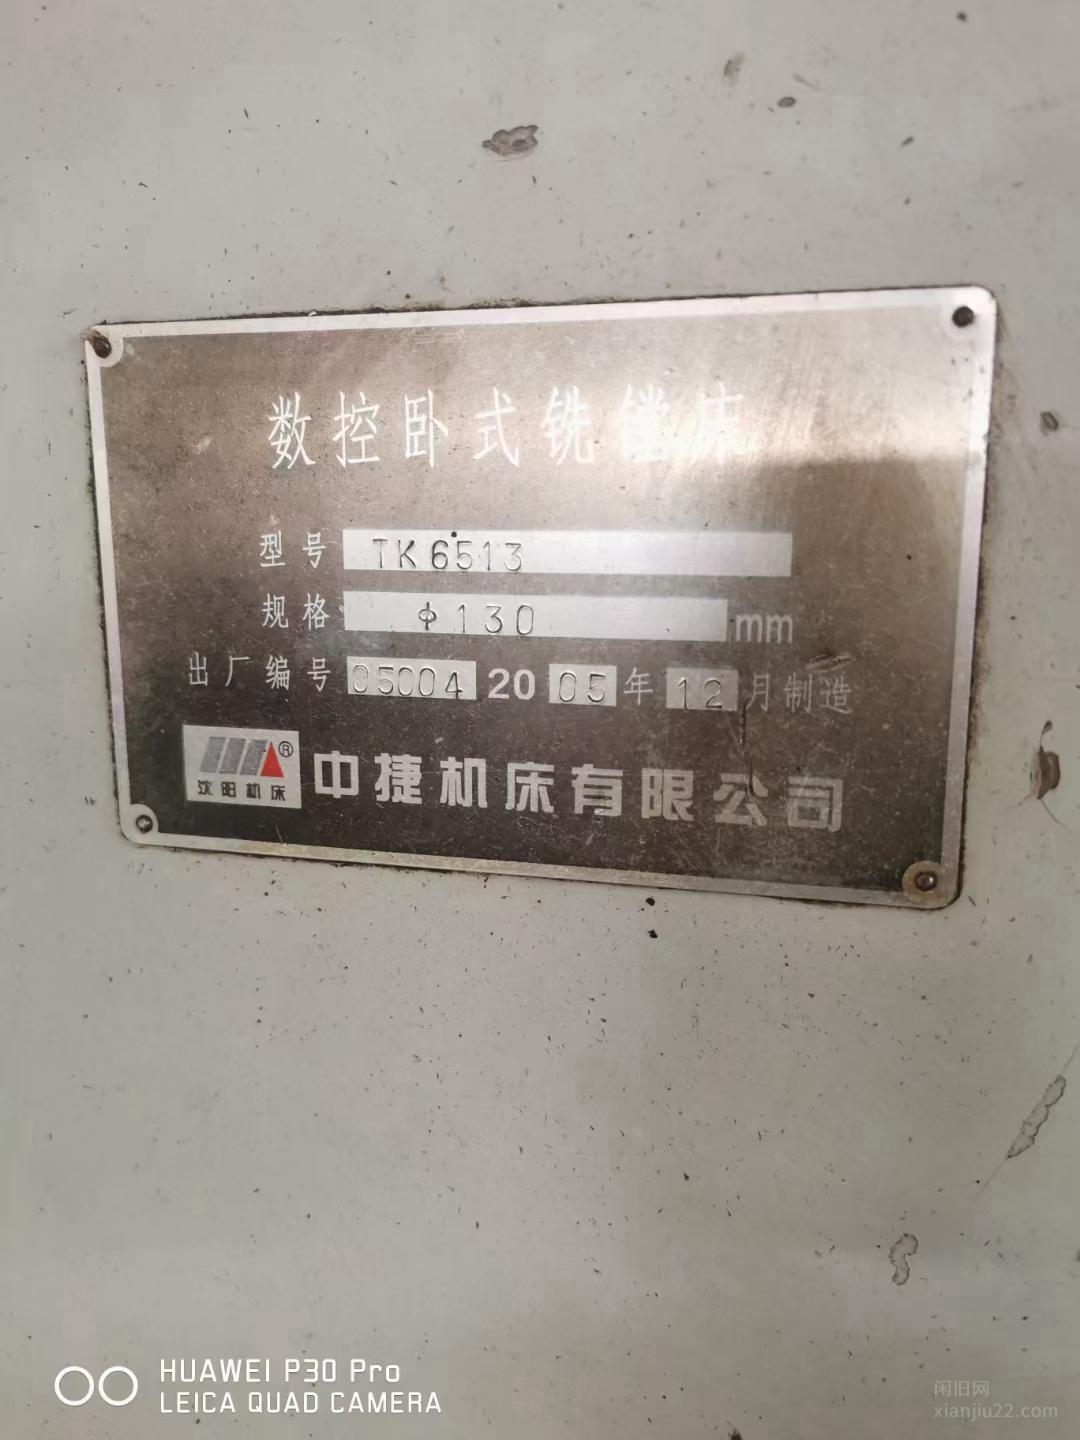 数控卧式铣镗床
型号 TK6513
规格 φ130 mm
出厂编号 05004 2005年12月制造
®
沈阳机床
中捷机床有限公司
HUAWEI P30 Pro
LEICA QUAD CAMERA
闲旧网
xianjiu22.com